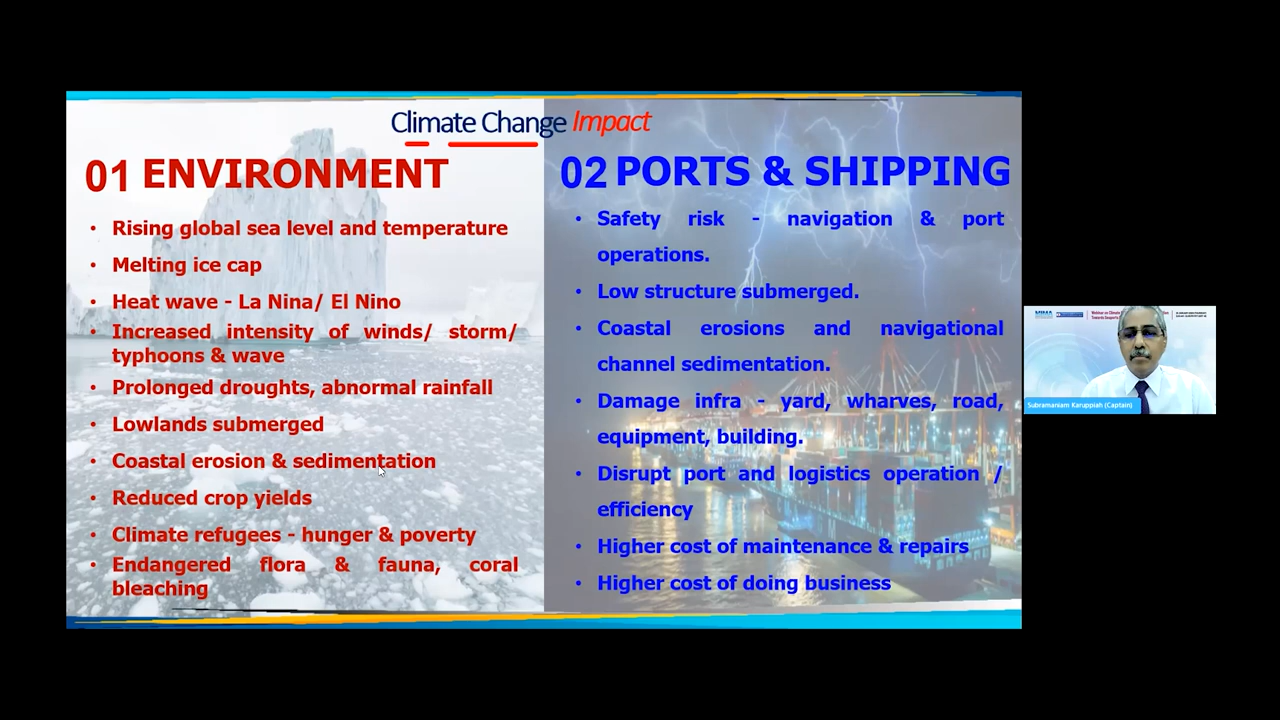 Climate Change Impact
01 ENVIRONMENT
• Rising global sea level and temperature
• Melting ice cap
• Heat wave - La Nina/ El Nino
• Increased intensity of winds/ storm/
typhoons & wave
• Prolonged droughts, abnormal rainfall
• Lowlands submerged
• Coastal erosion & sedimentation
• Reduced crop yields
• Climate refugees - hunger & poverty
• Endangered flora & fauna, coral
bleaching
02 PORTS & SHIPPING
• Safety risk - navigation & port
operations.
• Low structure submerged.
• Coastal erosions and navigational
channel sedimentation.
• Damage infra - yard, wharves, road,
equipment, building.
• Disrupt port and logistics operation /
efficiency
• Higher cost of maintenance & repairs
• Higher cost of doing business
MIMA
Subramaniam Karuppiah (Captain)